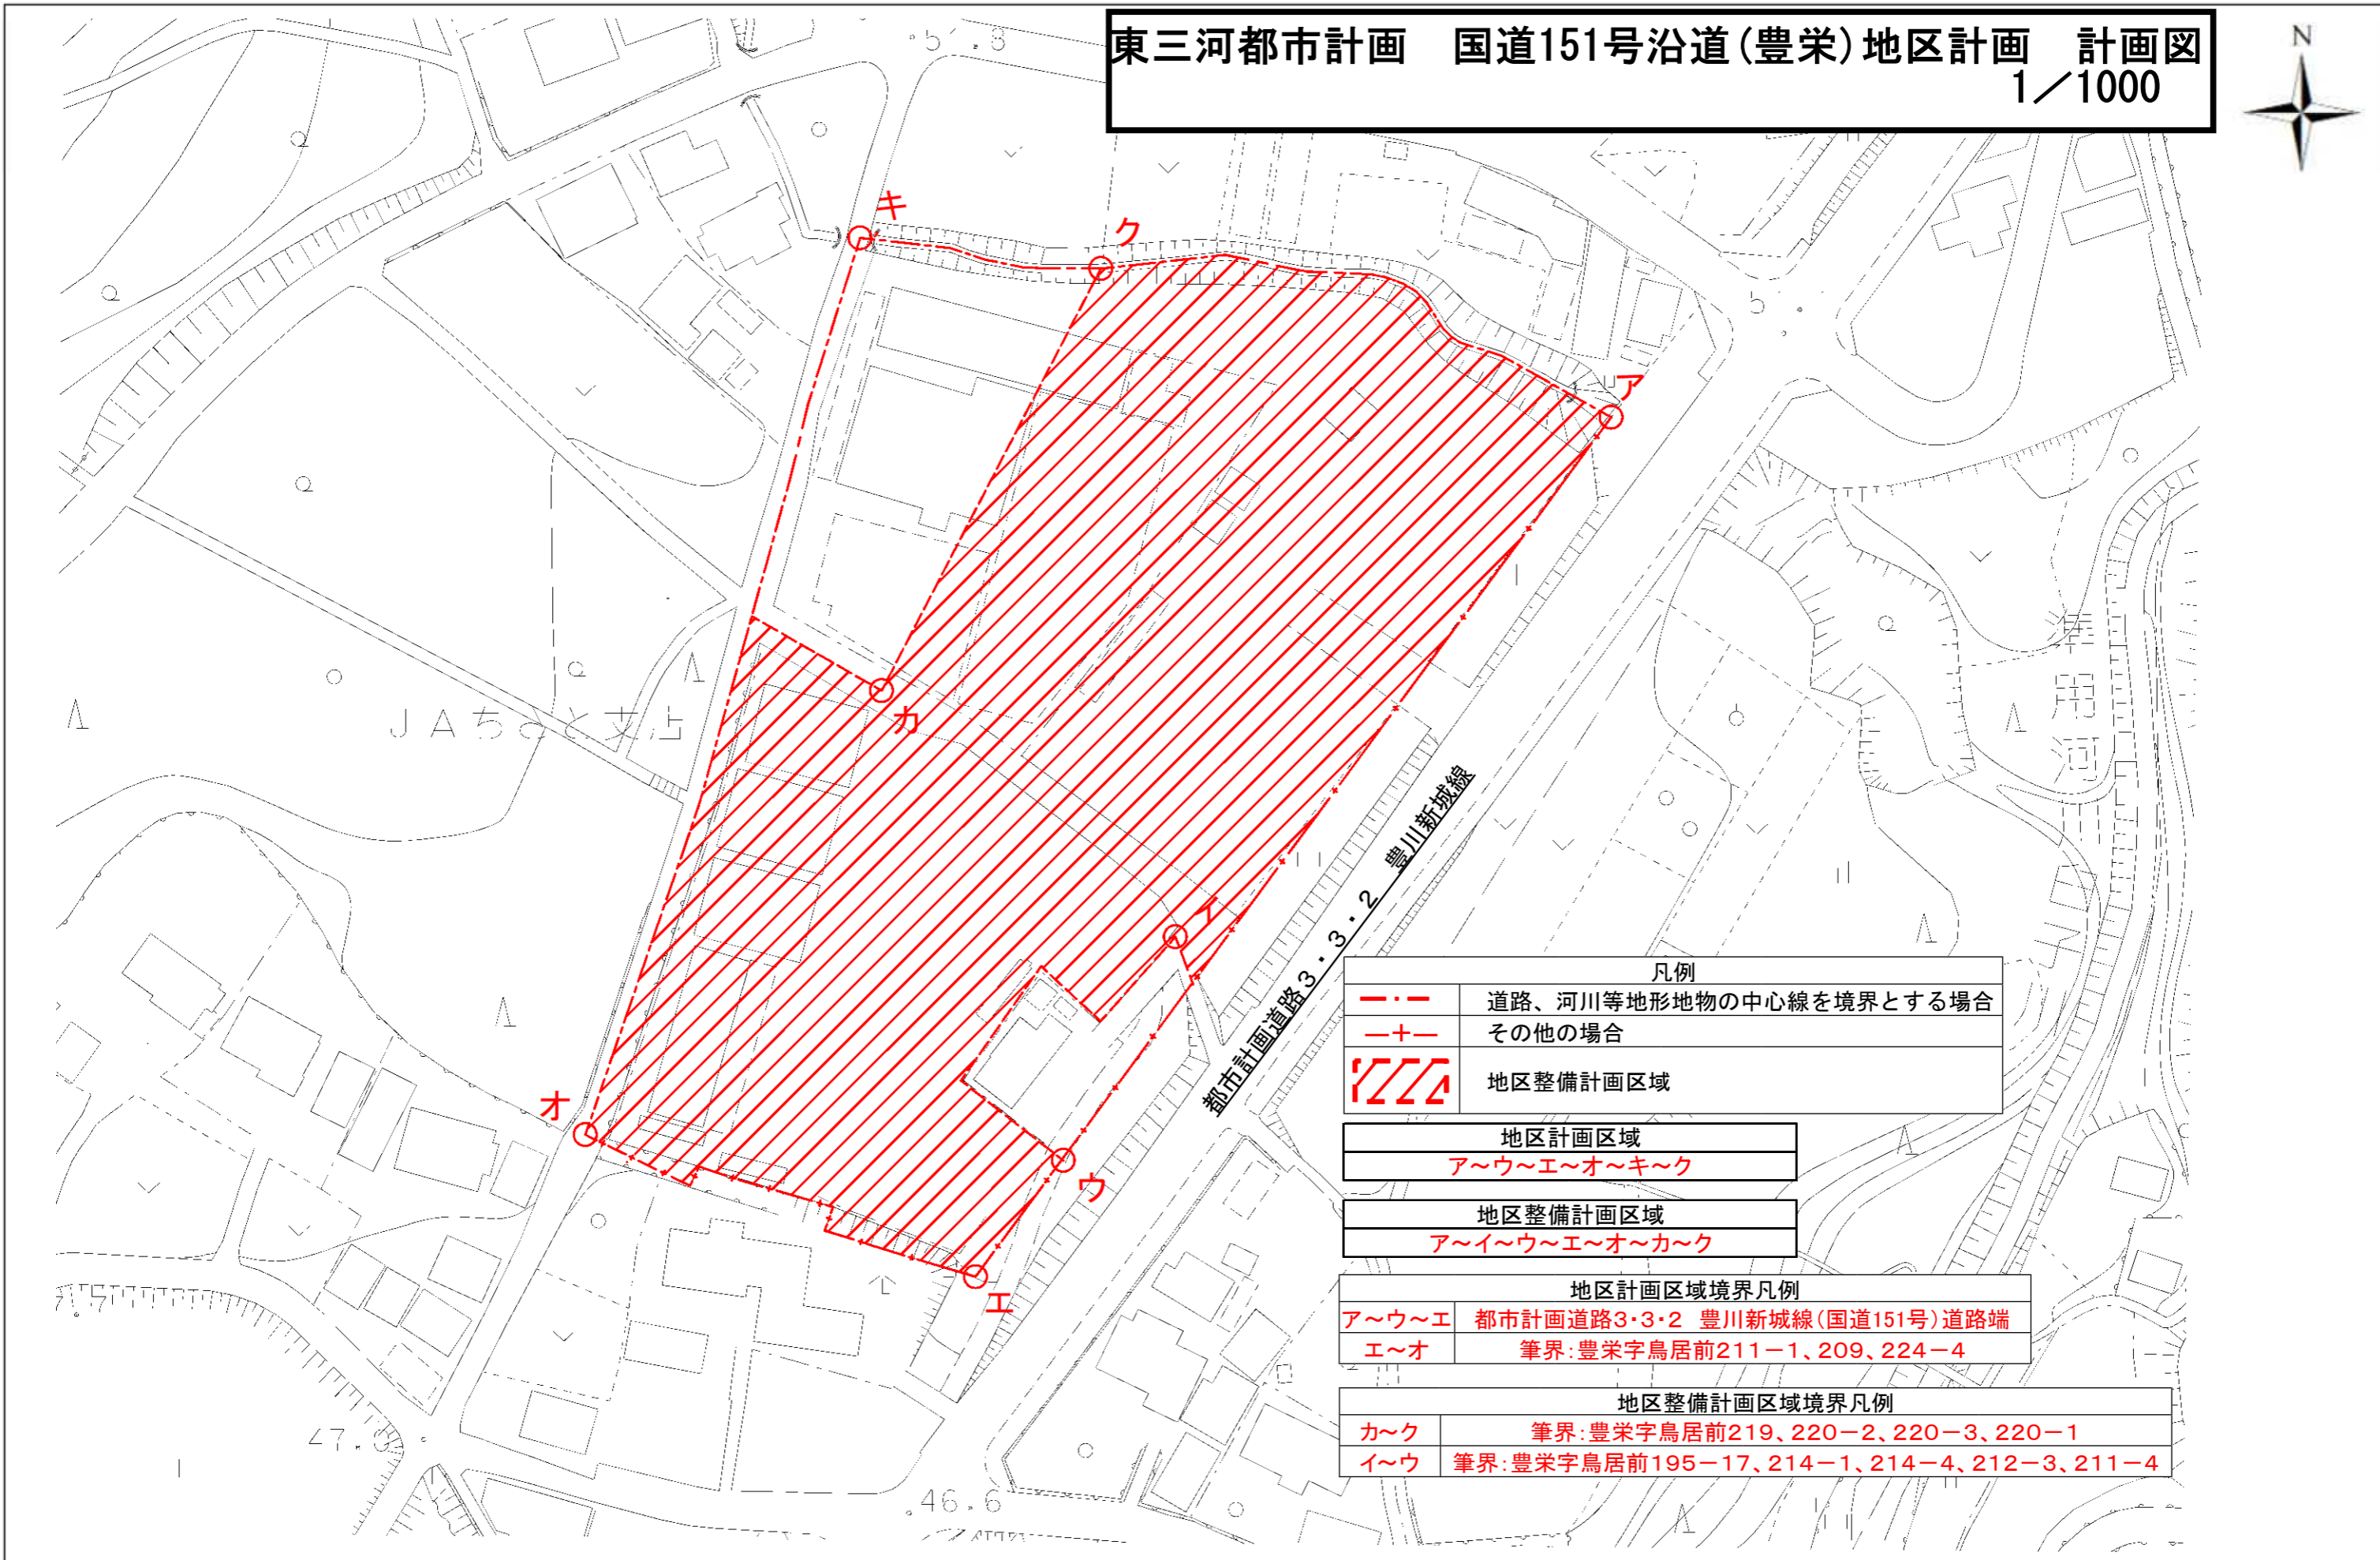 東三河都市計画　国道151号沿道(豊栄)地区計画　計画図
1／1000
N
5.8
キ
ク
ア
5
カ
JAちさと支店
イ
都市計画道路3・3・2　豊川新城線
オ
ウ
エ
凡例
道路、河川等地形地物の中心線を境界とする場合
その他の場合
地区整備計画区域
地区計画区域
ア～ウ～エ～オ～キ～ク
地区整備計画区域
ア～イ～ウ～エ～オ～カ～ク
地区計画区域境界凡例
ア～ウ～エ　都市計画道路3・3・2　豊川新城線(国道151号)道路端
エ～オ　筆界:豊栄字鳥居前211－1、209、224－4
地区整備計画区域境界凡例
カ～ク　筆界:豊栄字鳥居前219、220－2、220－3、220－1
イ～ウ　筆界:豊栄字鳥居前195－17、214－1、214－4、212－3、211－4
46.6